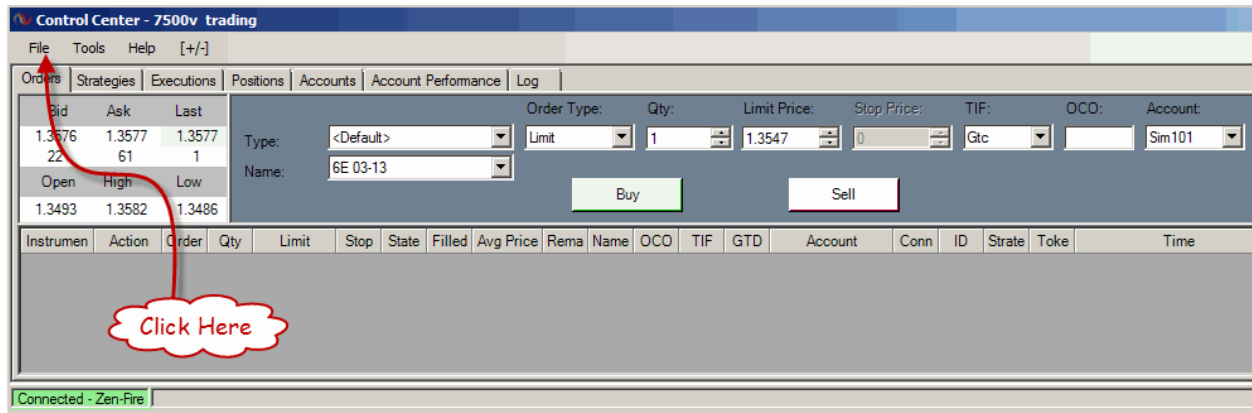 Control Center - 7500v trading
File Tools Help [+/-]
Orders Strategies Executions Positions Accounts Account Performance Log
Bid Ask Last
1.3576 1.3577 1.3577
22 61 1
Open High Low
1.3493 1.3582 1.3486
Order Type: Qty: Limit Price: Stop Price: TIF: OCO: Account:
Type: <Default> Limit 1 1.3547 0 Gtc Sim101
Name: 6E 03-13
Buy Sell
Instrumen Action Order Qty Limit Stop State Filled Avg Price Rema Name OCO TIF GTD Account Conn ID Strate Toke Time
Click Here
Connected - Zen-Fire